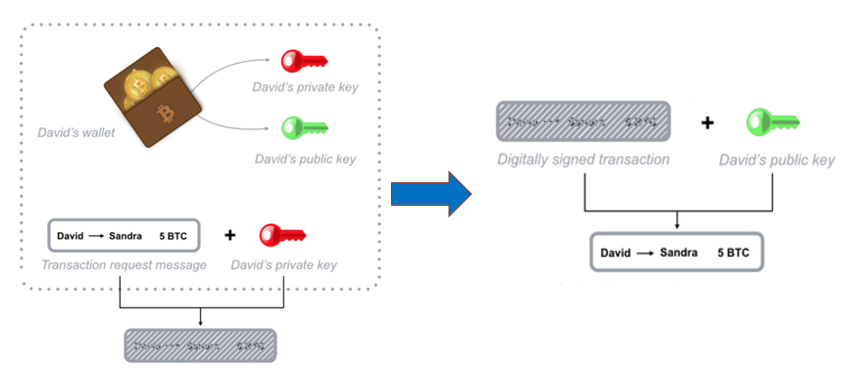 David's private key
David's wallet
David's public key
David → Sandra 5 BTC
+
Transaction request message
David's private key
+
Digitally signed transaction
David's public key
David → Sandra 5 BTC